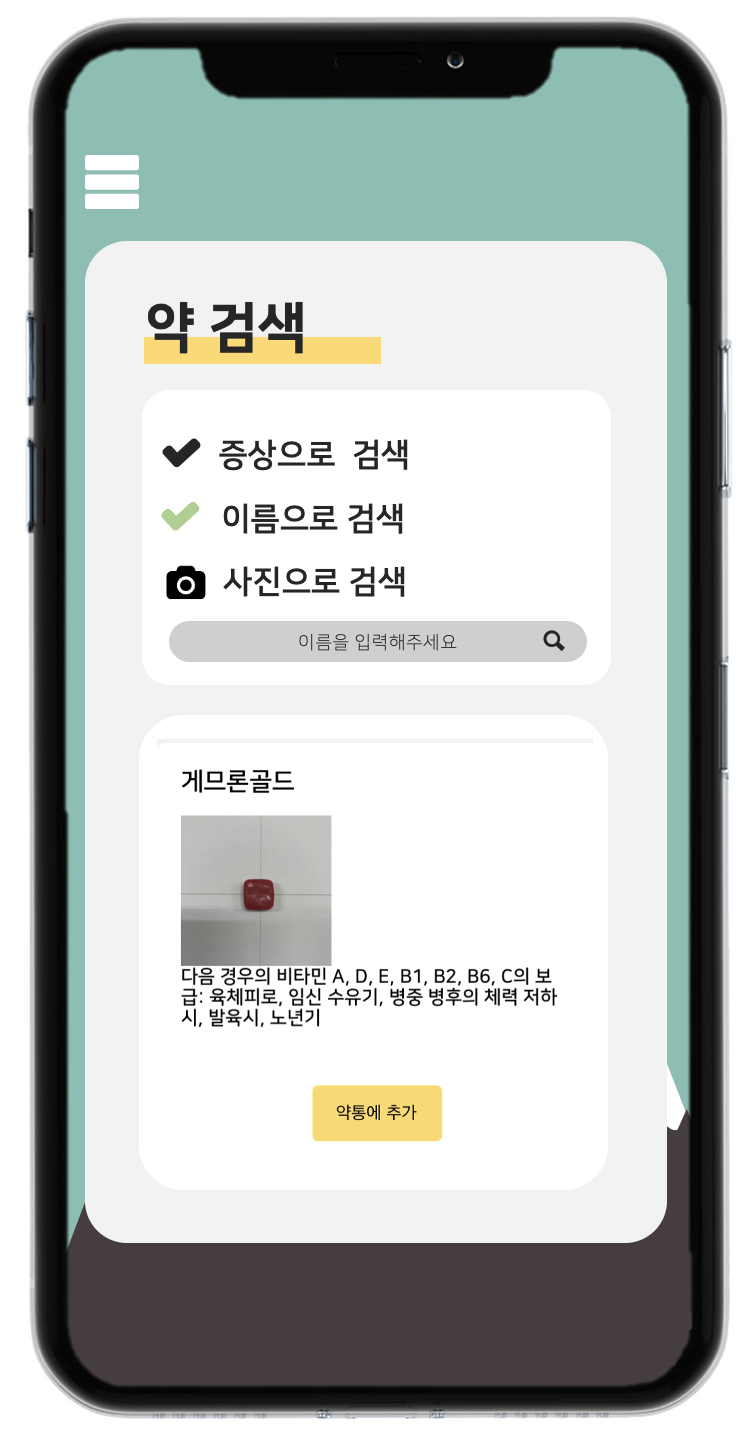 약 검색
증상으로 검색
이름으로 검색
사진으로 검색
이름을 입력해주세요
게므론골드
다음 경우의 비타민 A, D, E, B1, B2, B6, C의 보
급: 육체피로, 임신 수유기, 병중 병후의 체력 저하
시, 발육시, 노년기
약통에 추가